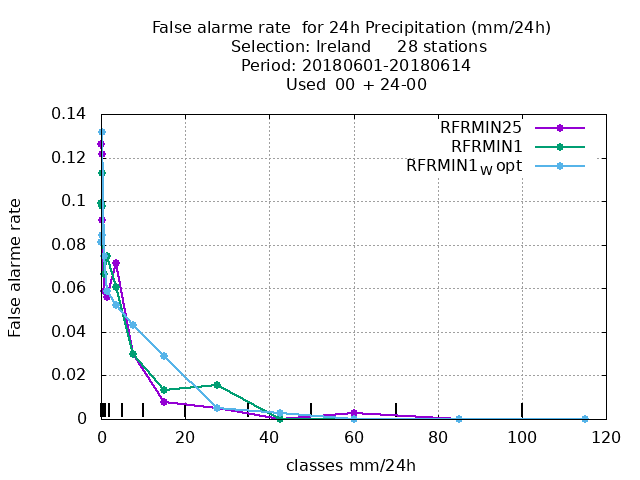 False alarme rate  for 24h Precipitation (mm/24h)
Selection: Ireland     28 stations
Period: 20180601-20180614
Used  00 + 24-00
RFRMIN25
RFRMIN1
RFRMIN1W opt
False alarme rate
0.14
0.12
0.1
0.08
0.06
0.04
0.02
0
0 20 40 60 80 100 120
classes mm/24h